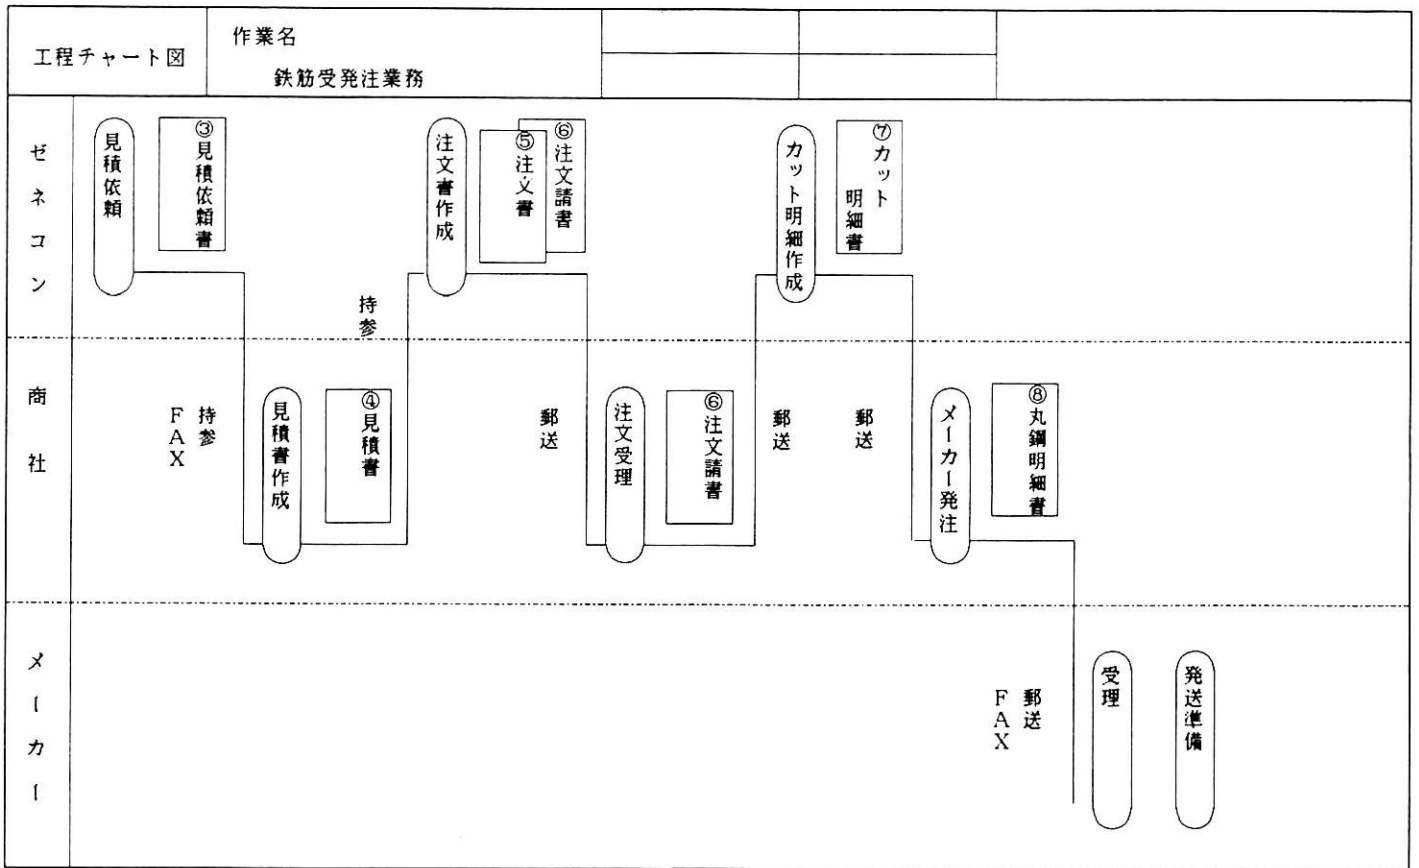 工程チャート図
作業名
鉄筋受発注業務
ゼネコン
見積依頼
③見積依頼書
持参
注文書作成
⑤注文書
⑥注文請書
カット明細作成
⑦カット
明細書
商社
持参
FAX
見積書作成
④見積書
郵送
注文受理
⑥注文請書
郵送
郵送
メーカー発注
⑧丸鋼明細書
メーカー
郵送
FAX
受理
発送準備